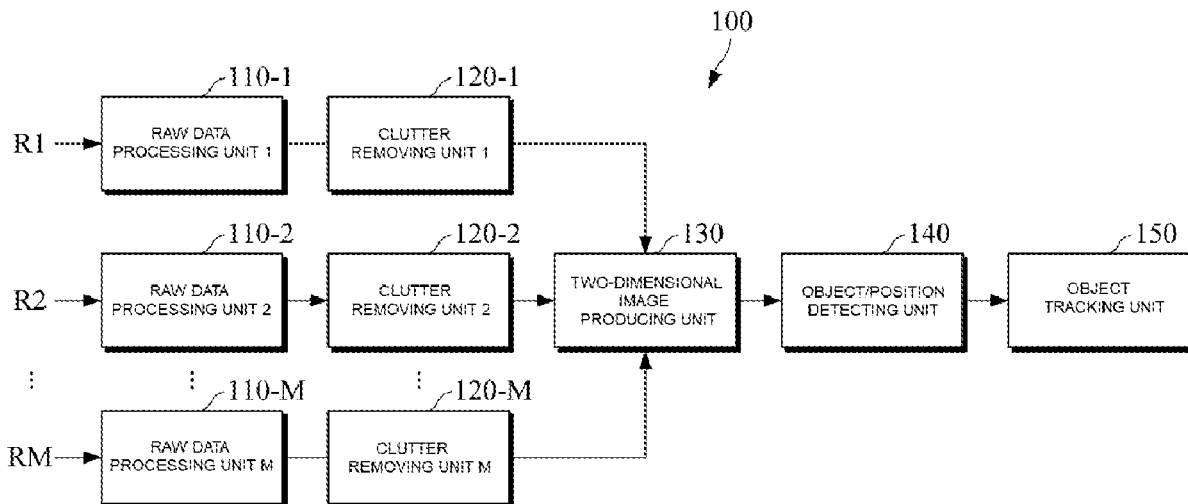 100
110-1
120-1
R1
RAW DATA
PROCESSING UNIT 1
CLUTTER
REMOVING UNIT 1
110-2
120-2
130
140
150
R2
RAW DATA
PROCESSING UNIT 2
CLUTTER
REMOVING UNIT 2
TWO-DIMENSIONAL
IMAGE
PRODUCING UNIT
OBJECT/POSITION
DETECTING UNIT
OBJECT
TRACKING UNIT
110-M
120-M
RM
RAW DATA
PROCESSING UNIT M
CLUTTER
REMOVING UNIT M